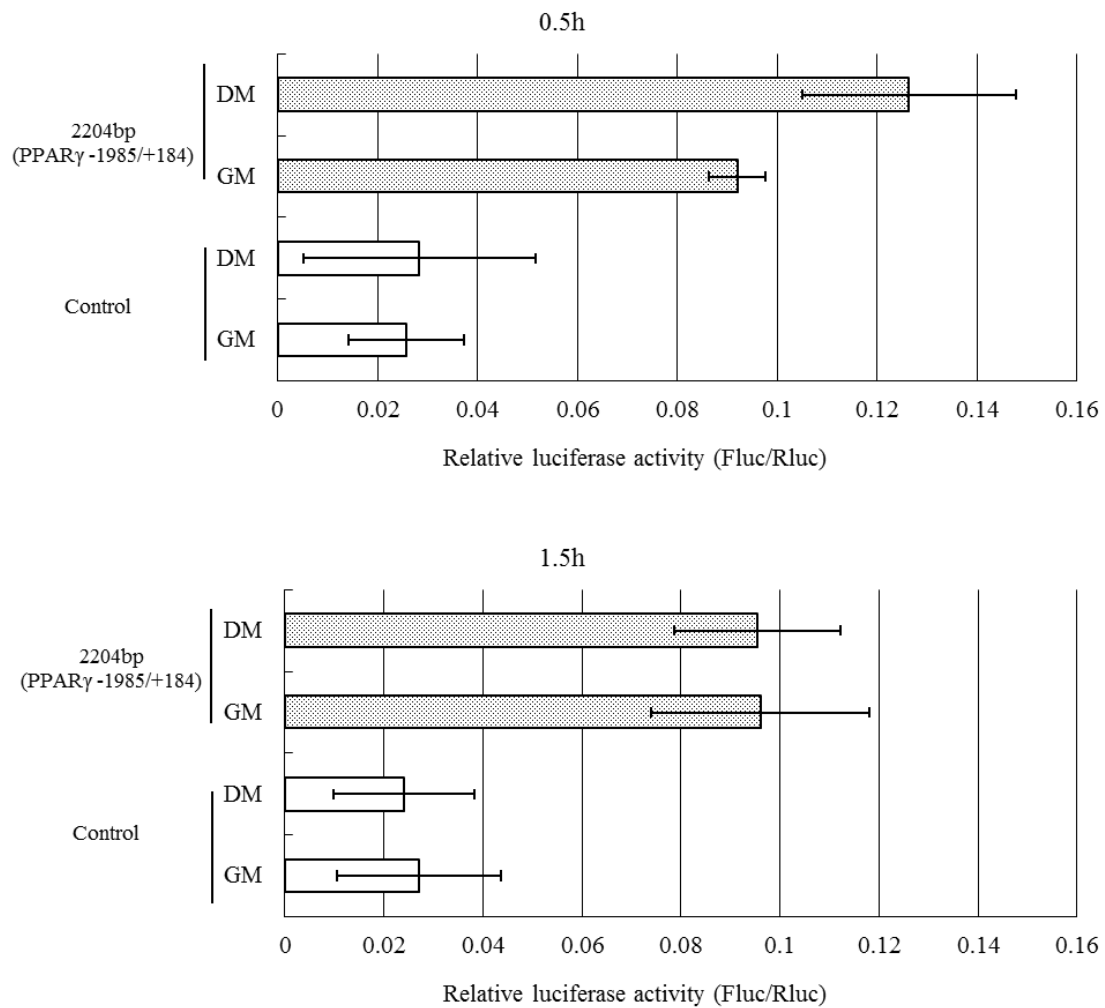 0.5h
DM
2204bp
(PPARγ -1985/+184)
GM
DM
Control
GM
0 0.02 0.04 0.06 0.08 0.1 0.12 0.14 0.16
Relative luciferase activity (Fluc/Rluc)
1.5h
DM
2204bp
(PPARγ -1985/+184)
GM
DM
Control
GM
0 0.02 0.04 0.06 0.08 0.1 0.12 0.14 0.16
Relative luciferase activity (Fluc/Rluc)